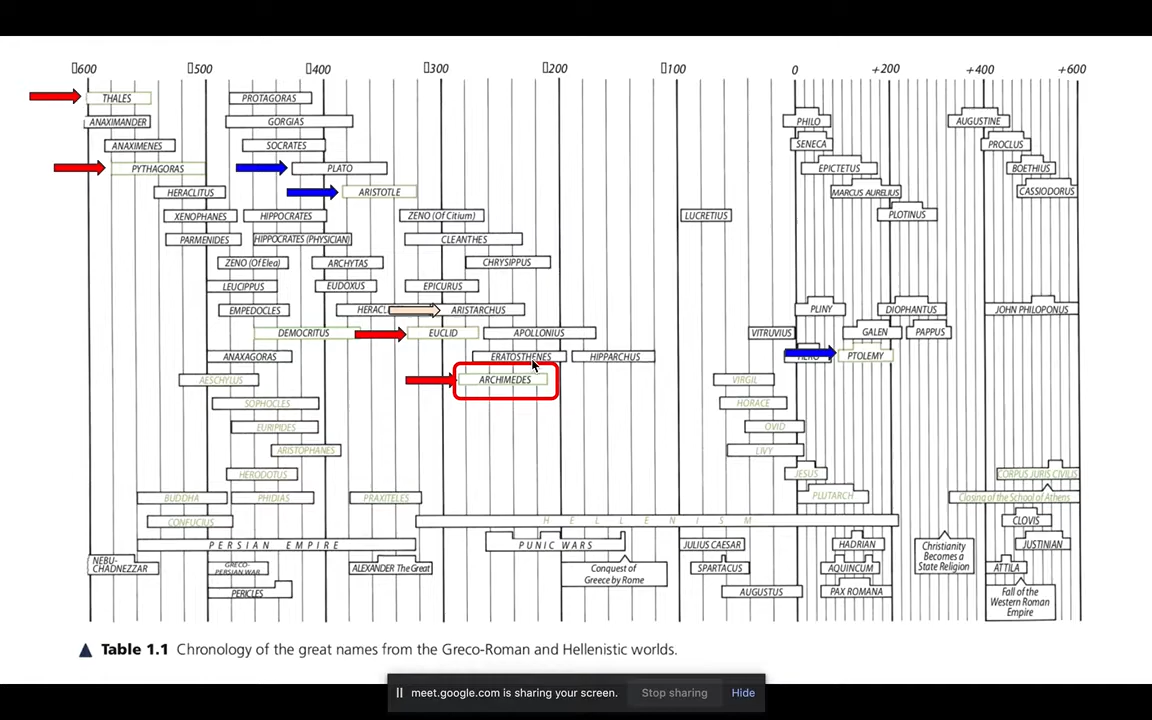 600 500 400 300 200 100 0 +200 +400 +600
THALES PROTAGORAS
ANAXIMANDER GORGIAS PHILO AUGUSTINE
ANAXIMENES SOCRATES SENECA PROCLUS
PYTHAGORAS PLATO EPICTETUS BOETHIUS
HERACLITUS ARISTOTLE MARCUS AURELIUS CASSIODORUS
XENOPHANES HIPPOCRATES ZENO (Of Citium) LUCRETIUS PLOTINUS
PARMENIDES HIPPOCRATES (PHYSICIAN) CLEANTHES
ZENO (Of Elea) ARCHYTAS CHRYSIPPUS
LEUCIPPUS EUDOXUS EPICURUS
EMPEDOCLES ARISTARCHUS PLINY DIOPHANTUS JOHN PHILOPONUS
DEMOCRITUS EUCLID APOLLONIUS VITRUVIUS GALEN PAPPUS
ANAXAGORAS ERATOSTHENES HIPPARCHUS PTOLEMY
AESCHYLUS ARCHIMEDES VIRGIL
SOPHOCLES HORACE
EURIPIDES OVID
ARISTOPHANES LIVY
HERODOTUS JESUS CORPUS JURIS CIVILIS
BUDDHA PHIDIAS PRAXITELES PLUTARCH Closing of the School of Athens
CONFUCIUS HELLENISM CLOVIS
PERSIAN EMPIRE PUNIC WARS JULIUS CAESAR HADRIAN JUSTINIAN
NEBU-
CHADNEZZAR
GRECO-
PERSIAN WAR
ALEXANDER The Great
Conquest
of Greece by Rome
SPARTACUS AQUINCUM
Christianity
Becomes a
State Religion
ATTILA
PERICLES AUGUSTUS PAX ROMANA
Fall of the
Western Roman
Empire
Table 1.1 Chronology of the great names from the Greco-Roman and Hellenistic worlds.
meet.google.com is sharing your screen. Stop sharing Hide